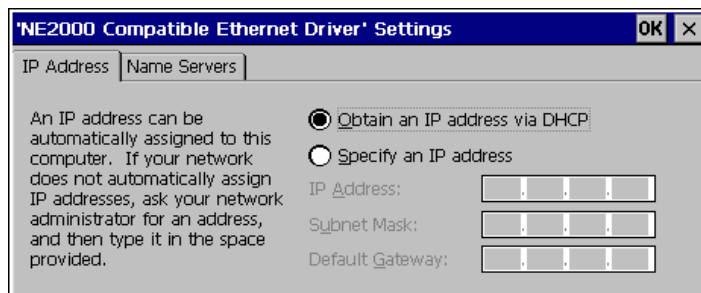 'NE2000 Compatible Ethernet Driver' Settings
OK ×
IP Address Name Servers
An IP address can be
automatically assigned to this
computer. If your network
does not automatically assign
IP addresses, ask your network
administrator for an address,
and then type it in the space
provided.
Obtain an IP address via DHCP
Specify an IP address
IP Address:
Subnet Mask:
Default Gateway: